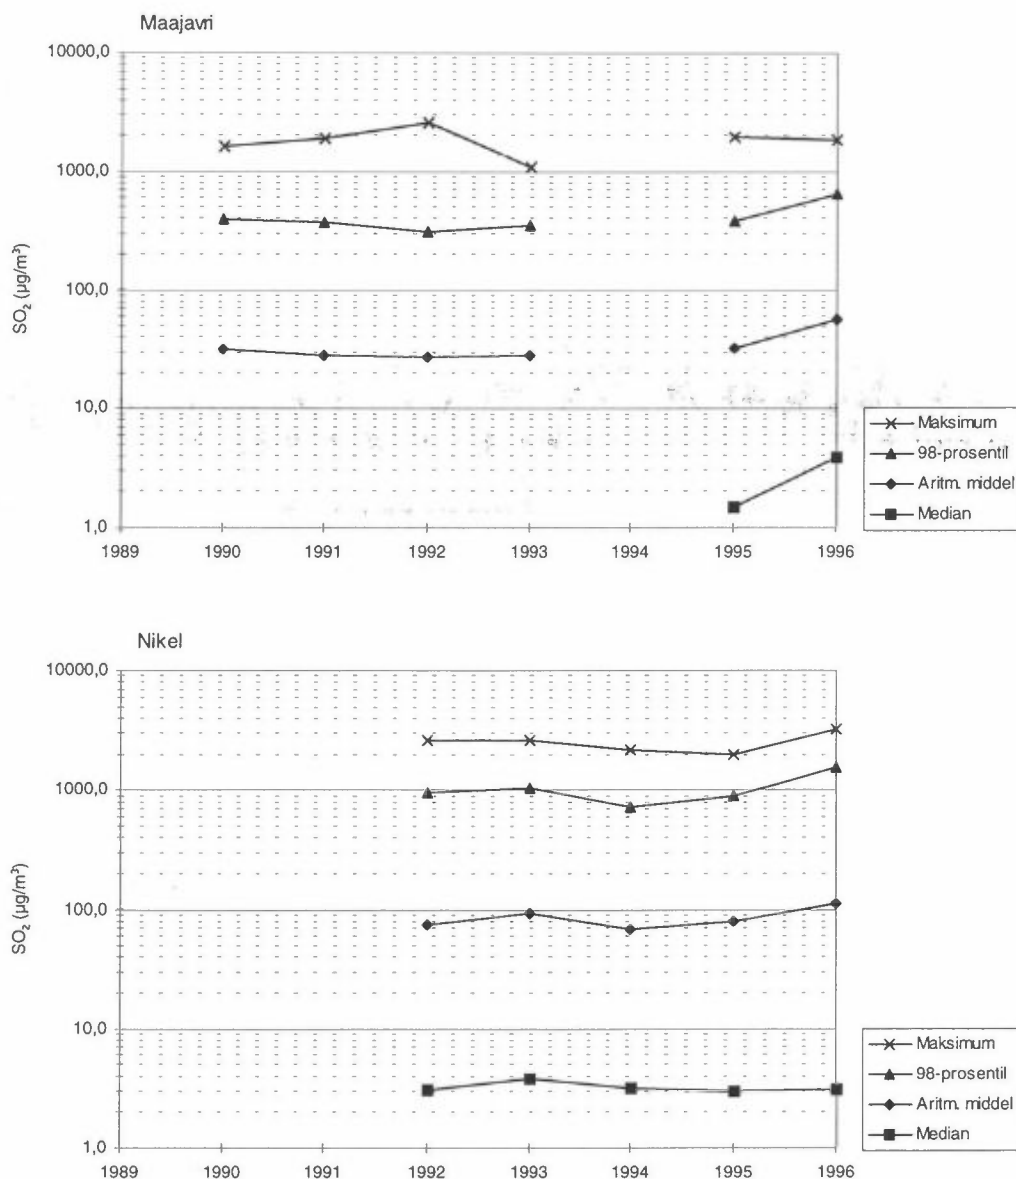 Maajavri
10000,0
1000,0
100,0
10,0
1,0
SO₂ (µg/m³)
1989 1990 1991 1992 1993 1994 1995 1996
Maksimum
98-prosentil
Aritm. middel
Median
Nikel
10000,0
1000,0
100,0
10,0
1,0
SO₂ (µg/m³)
1989 1990 1991 1992 1993 1994 1995 1996
Maksimum
98-prosentil
Aritm. middel
Median